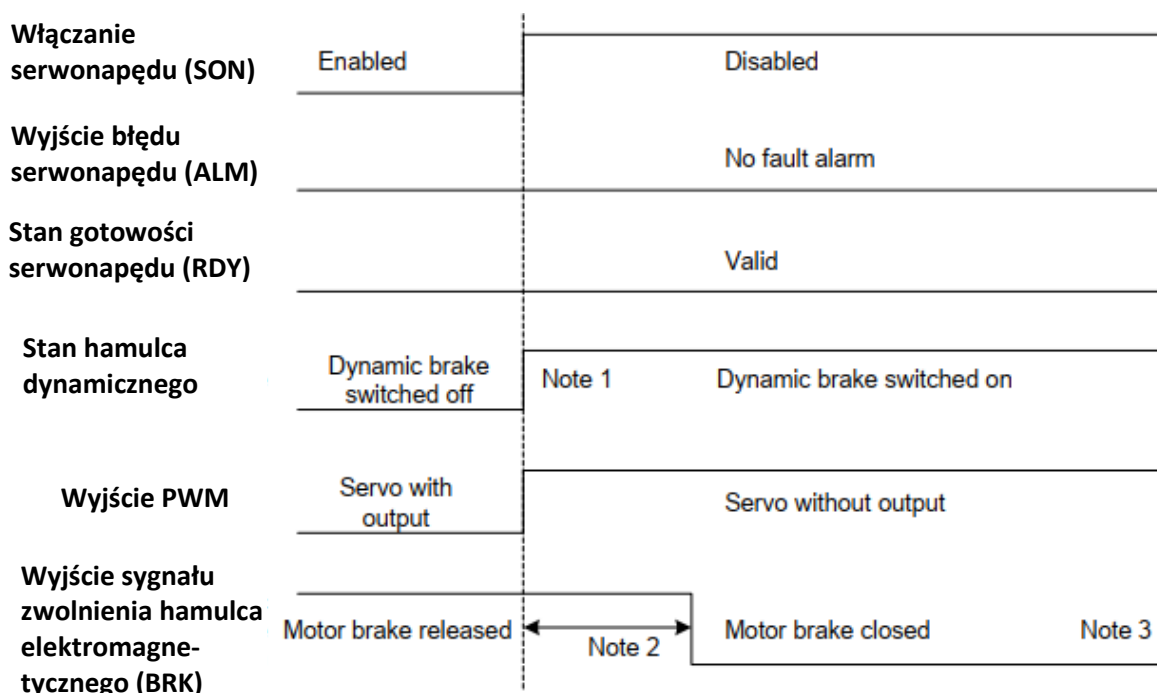 Włączanie
serwonapędu (SON)
Enabled
Disabled
Wyjście błędu
serwonapędu (ALM)
No fault alarm
Stan gotowości
serwonapędu (RDY)
Valid
Stan hamulca
dynamicznego
Dynamic brake
switched off
Note 1
Dynamic brake switched on
Wyjście PWM
Servo with
output
Servo without output
Wyjście sygnału
zwolnienia hamulca
elektromagne-
tycznego (BRK)
Motor brake released
Note 2
Motor brake closed
Note 3